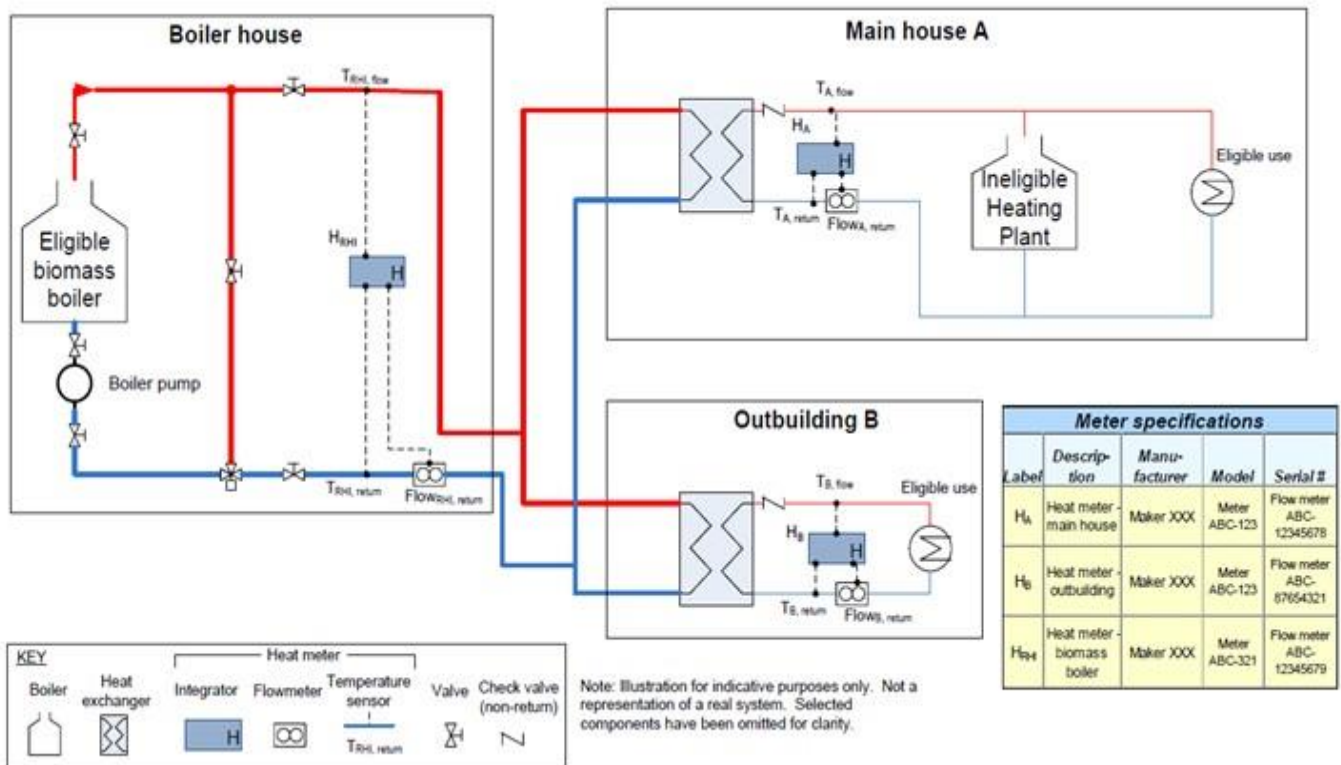 Boiler house
T_RHI, flow
Eligible
biomass
boiler
H_RHI
H
Boiler pump
T_RHI, return
Flow_RHI, return
Main house A
T_A, flow
H_A
H
T_A, return
Flow_A, return
Ineligible
Heating
Plant
Eligible use
Outbuilding B
T_B, flow
H_B
H
T_B, return
Flow_B, return
Eligible use
Meter specifications
Label Descrip-tion Manu-facturer Model Serial #
H_A Heat meter - main house Maker XXX Meter ABC-123 Flow meter ABC-12345678
H_B Heat meter - outbuilding Maker XXX Meter ABC-123 Flow meter ABC-87654321
H_RHI Heat meter - biomass boiler Maker XXX Meter ABC-321 Flow meter ABC-12345679
KEY
Heat meter
Boiler
Heat
exchanger
Integrator
Flowmeter
Temperature
sensor
Valve
Check valve
(non-return)
H
T_RHI, return
Note: Illustration for indicative purposes only. Not a
representation of a real system. Selected
components have been omitted for clarity.